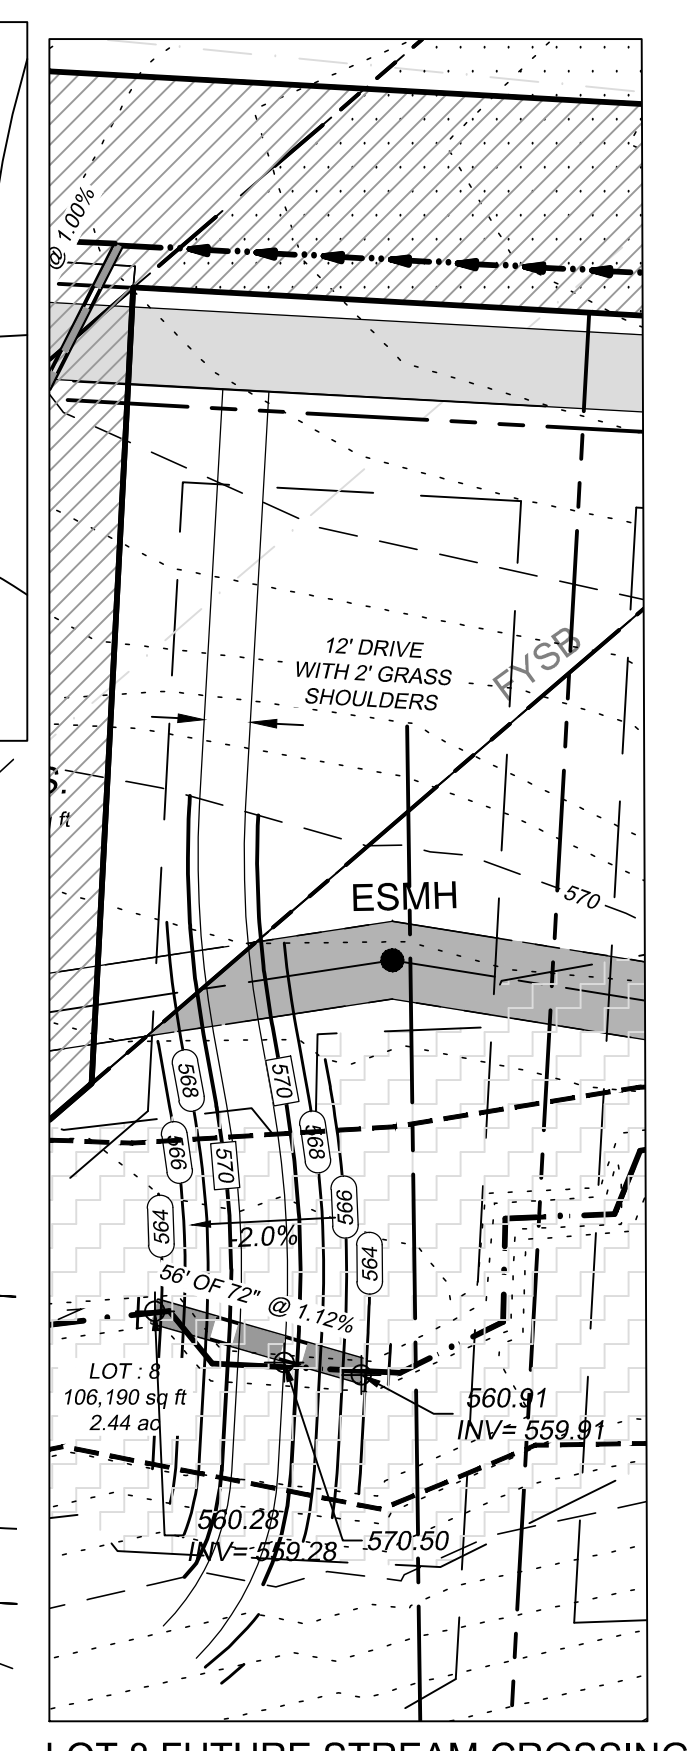 @ 1.00%
12' DRIVE
WITH 2' GRASS
SHOULDERS
FYSB
S.
ft
ESMH
570
568
570
566
570
568
564
566
-2.0%
564
56' OF 72" @ 1.12%
LOT : 8
106,190 sq ft
2.44 ac
560.91
INV= 559.91
560.28
INV= 559.28
570.50
LOT 8 FUTURE STREAM CROSSING